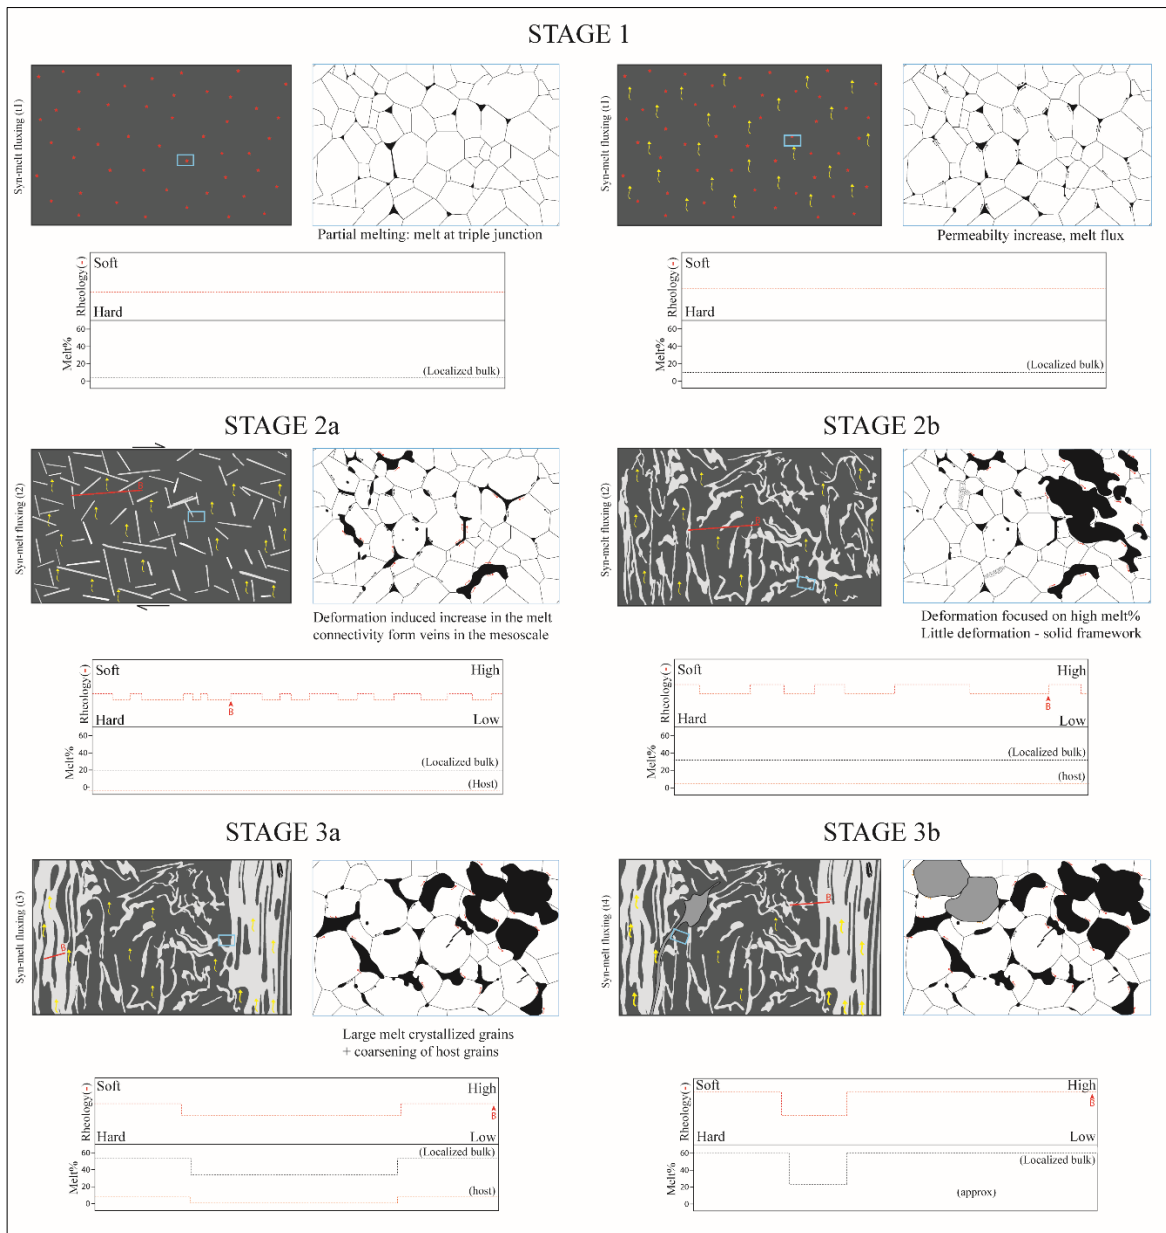 STAGE 1
Syn-melt fluxing (t1)
Partial melting: melt at triple junction
Syn-melt fluxing (t1)
Permeabilty increase, melt flux
Rheology(-)
Soft
Hard
Melt%
60
40
20
0
(Localized bulk)
Rheology(-)
Soft
Hard
Melt%
60
40
20
0
(Localized bulk)
STAGE 2a
Syn-melt fluxing (t2)
Deformation induced increase in the melt
connectivity form veins in the mesoscale
Rheology(-)
Soft
High
B
Hard
Low
Melt%
60
40
20
0
(Localized bulk)
(Host)
STAGE 2b
Syn-melt fluxing (t2)
Deformation focused on high melt%
Little deformation - solid framework
Rheology(-)
Soft
High
B
Hard
Low
Melt%
60
40
20
0
(Localized bulk)
(host)
STAGE 3a
Syn-melt fluxing (t3)
B
Large melt crystallized grains
+ coarsening of host grains
Rheology(-)
Soft
High
B
Hard
Low
Melt%
60
40
20
0
(Localized bulk)
(host)
STAGE 3b
Syn-melt fluxing (t4)
B
Rheology(-)
Soft
High
B
Hard
Low
Melt%
60
40
20
0
(Localized bulk)
(approx)